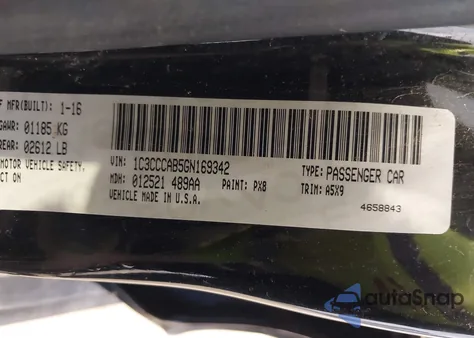 F MFR(BUILT): 1-16
GAWR: 01185 KG
REAR: 02612 LB
MOTOR VEHICLE SAFETY,
CT ON
VIN: 1C3CCCAB5GN169342
TYPE: PASSENGER CAR
MDH: 012521 489AA
PAINT: PX8
TRIM: A5X9
VEHICLE MADE IN U.S.A.
4658843
autoSnap